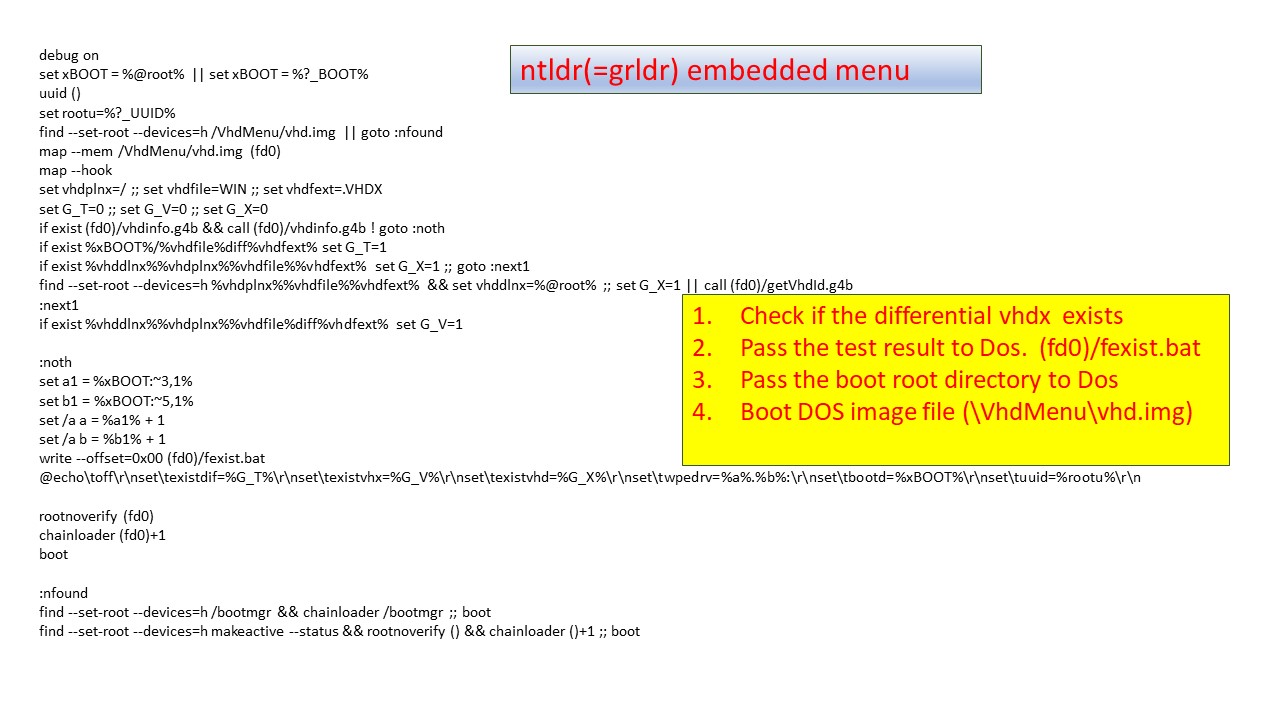 ntldr(=grldr) embedded menu
debug on
set xBOOT = %@root%  || set xBOOT = %?_BOOT%
uuid ()
set rootu=%?_UUID%
find --set-root --devices=h /VhdMenu/vhd.img  || goto :nfound
map --mem /VhdMenu/vhd.img  (fd0)
map --hook
set vhdplnx=/ ;; set vhdfile=WIN ;; set vhdfext=.VHDX
set G_T=0 ;; set G_V=0 ;; set G_X=0
if exist (fd0)/vhdinfo.g4b && call (fd0)/vhdinfo.g4b ! goto :noth
if exist %xBOOT%/%vhdfile%diff%vhdfext% set G_T=1
if exist %vhddlnx%%vhdplnx%%vhdfile%%vhdfext%  set G_X=1 ;; goto :next1
find --set-root --devices=h %vhdplnx%%vhdfile%%vhdfext%  && set vhddlnx=%@root%  ;; set G_X=1 || call (fd0)/getVhdId.g4b
:next1
if exist %vhddlnx%%vhdplnx%%vhdfile%diff%vhdfext%  set G_V=1
1. Check if the differential vhdx  exists
2. Pass the test result to Dos.  (fd0)/fexist.bat
3. Pass the boot root directory to Dos
4. Boot DOS image file (\VhdMenu\vhd.img)
:noth
set a1 = %xBOOT:~3,1%
set b1 = %xBOOT:~5,1%
set /a a = %a1% + 1
set /a b = %b1% + 1
write --offset=0x00 (fd0)/fexist.bat
@echo\toff\r\nset\texistdif=%G_T%\r\nset\texistvhx=%G_V%\r\nset\texistvhd=%G_X%\r\nset\twpedrv=%a%.%b%:\r\nset\tbootd=%xBOOT%\r\nset\tuuid=%rootu%\r\n
rootnoverify (fd0)
chainloader (fd0)+1
boot
:nfound
find --set-root --devices=h /bootmgr && chainloader /bootmgr ;; boot
find --set-root --devices=h makeactive --status && rootnoverify () && chainloader ()+1 ;; boot